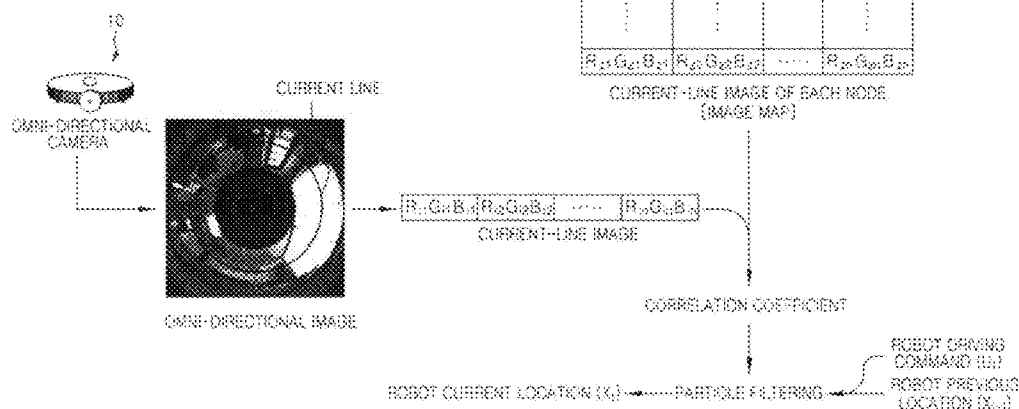 10
OMNI-DIRECTIONAL
CAMERA
CURRENT LINE
OMNI-DIRECTIONAL IMAGE
CURRENT-LINE IMAGE
CURRENT-LINE IMAGE OF EACH NODE
(IMAGE MAP)
CORRELATION COEFFICIENT
ROBOT DRIVING
COMMAND
ROBOT PREVIOUS
LOCATION
PARTICLE FILTERING
ROBOT CURRENT LOCATION